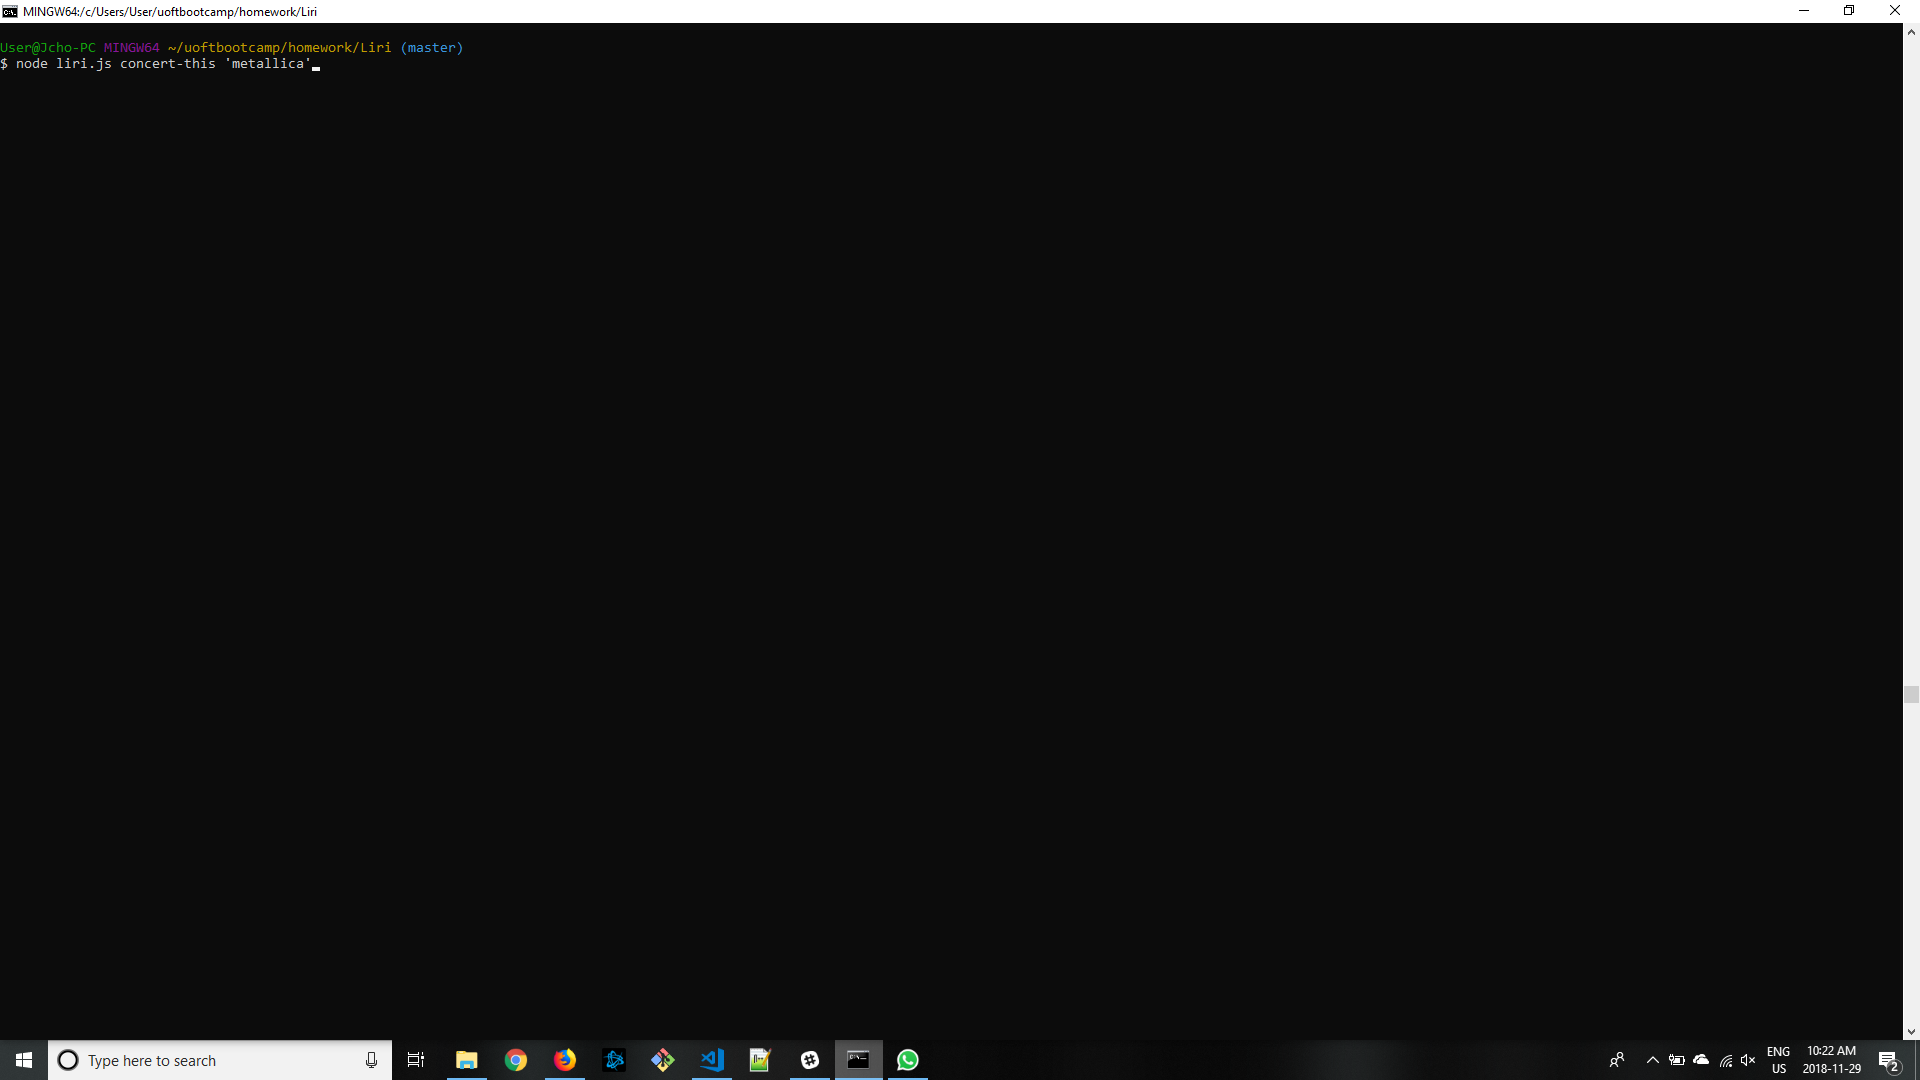 MINGW64:/c/Users/User/uoftbootcamp/homework/Liri
User@Jcho-PC MINGW64 ~/uoftbootcamp/homework/Liri (master)
$ node liri.js concert-this 'metallica'
Type here to search
ENG
US
10:22 AM
2018-11-29
2